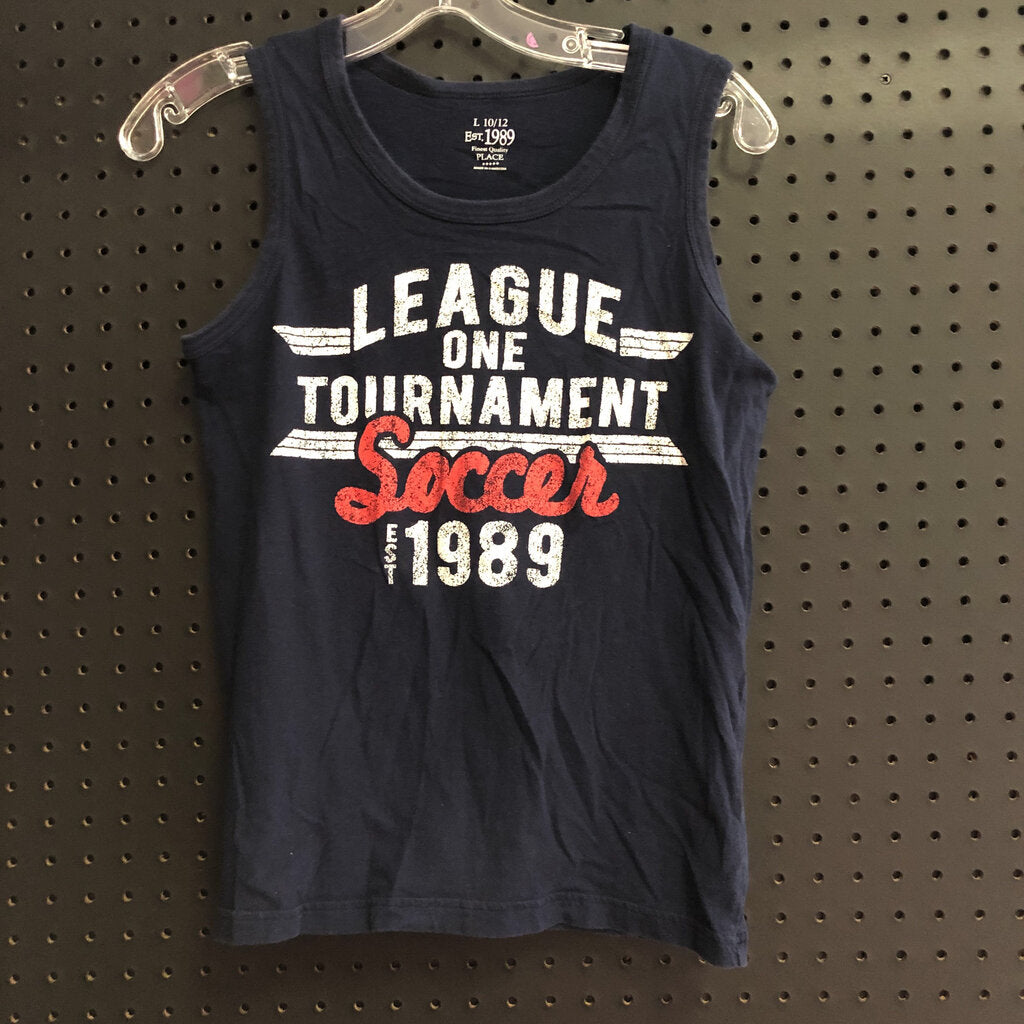 L 10/12
EST. 1989
Finest Quality
PLACE
LEAGUE
ONE
TOURNAMENT
Soccer
EST 1989